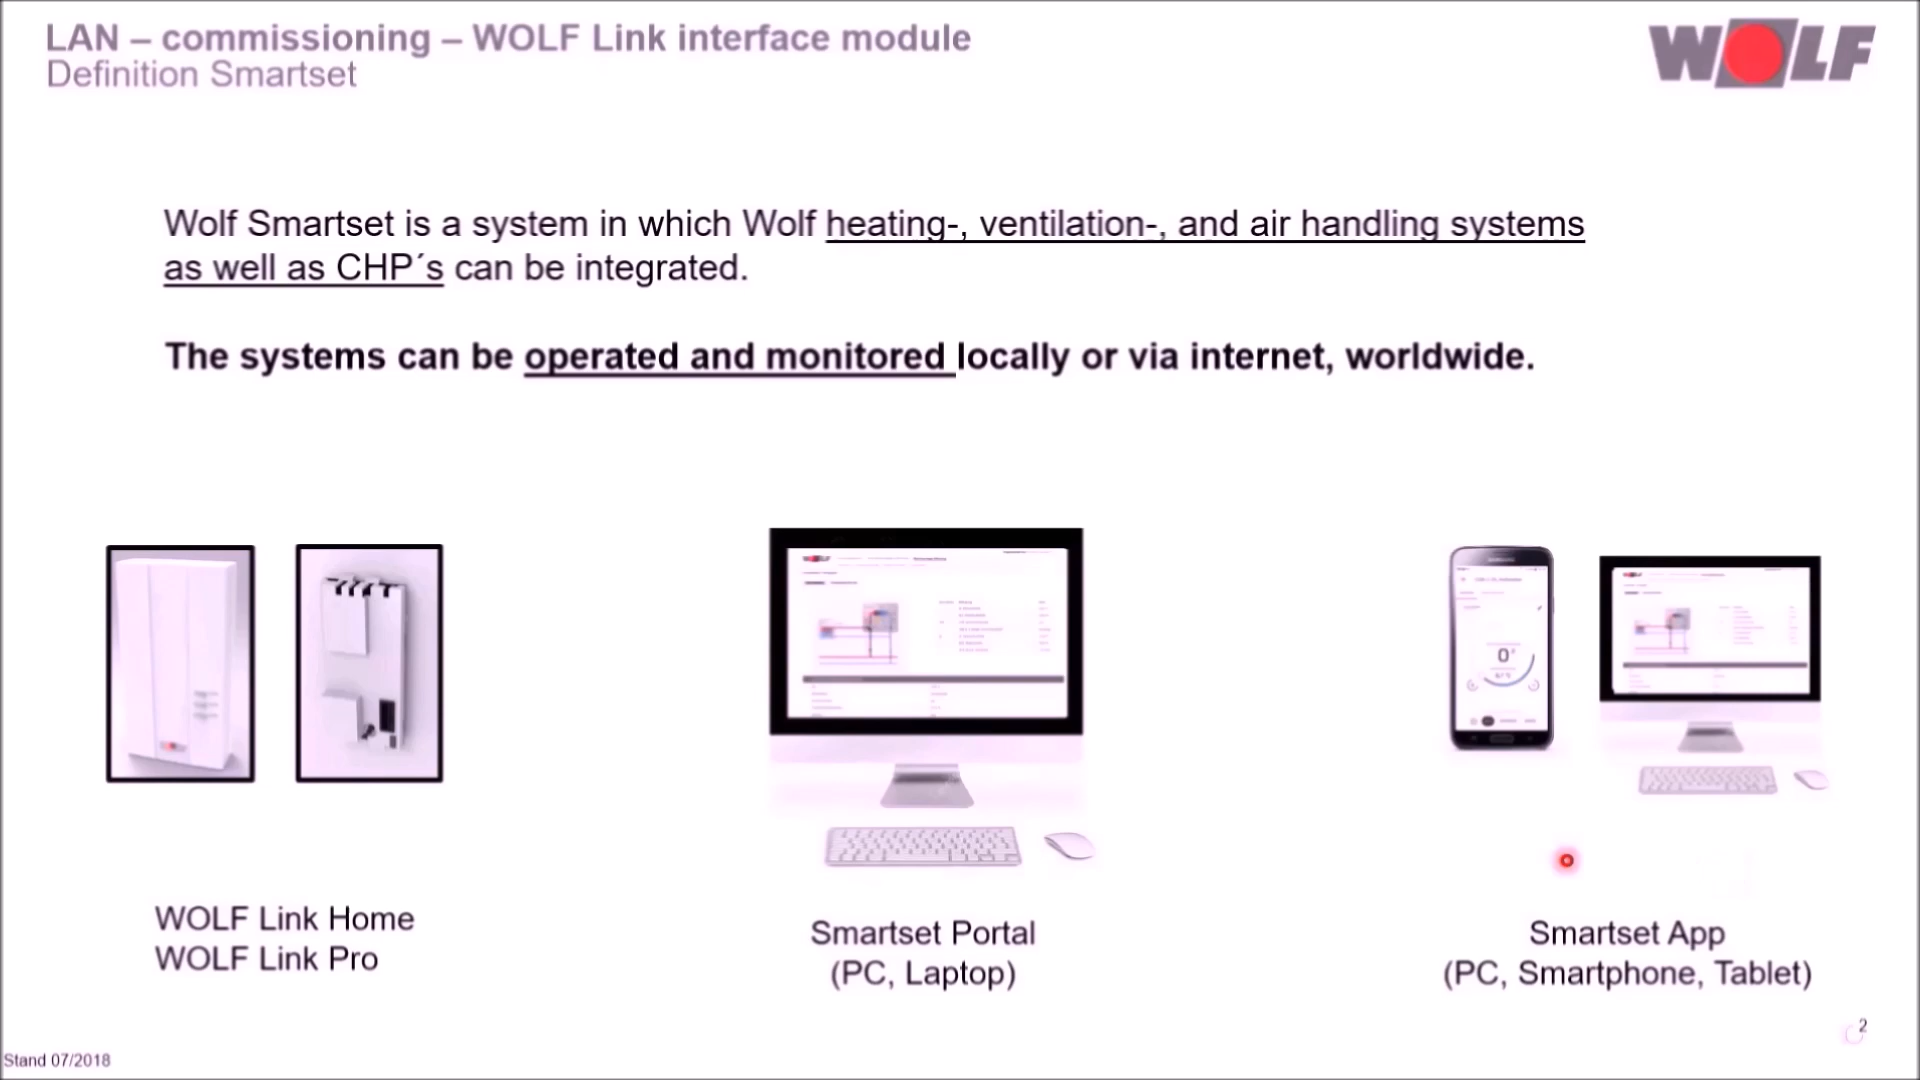 LAN – commissioning – WOLF Link interface module
Definition Smartset
WOLF
Wolf Smartset is a system in which Wolf heating-, ventilation-, and air handling systems
as well as CHP´s can be integrated.
The systems can be operated and monitored locally or via internet, worldwide.
WOLF Link Home
WOLF Link Pro
Smartset Portal
(PC, Laptop)
Smartset App
(PC, Smartphone, Tablet)
2
Stand 07/2018